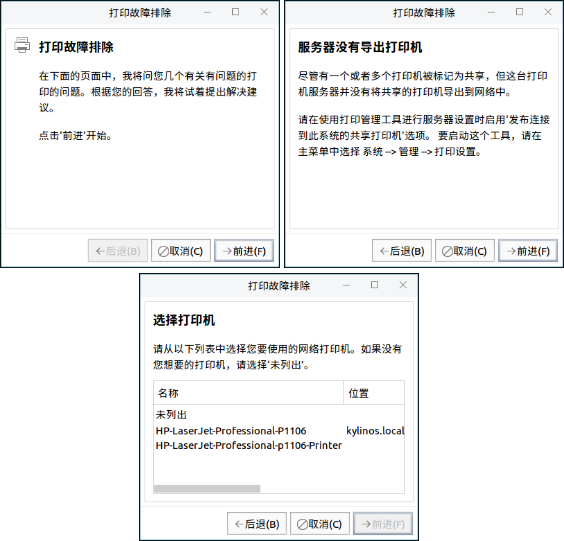 打印故障排除
打印故障排除
在下面的页面中，我将问您几个有关有问题的打
印的问题。根据您的回答，我将试着提出解决建
议。
点击'前进'开始。
←后退(B)
取消(C)
→前进(F)
打印故障排除
服务器没有导出打印机
尽管有一个或者多个打印机被标记为共享，但这台打印
机服务器并没有将共享的打印机导出到网络中。
请在使用打印管理工具进行服务器设置时启用'发布连接
到此系统的共享打印机'选项。 要启动这个工具，请在
主菜单中选择 系统 --> 管理 --> 打印设置。
←后退(B)
取消(C)
→前进(F)
打印故障排除
选择打印机
请从以下列表中选择您要使用的网络打印机。如果没有
您想要的打印机，请选择'未列出'。
名称 位置
未列出
HP-LaserJet-Professional-P1106 kylinos.local
HP-LaserJet-Professional-p1106-Printer
←后退(B)
取消(C)
→前进(F)